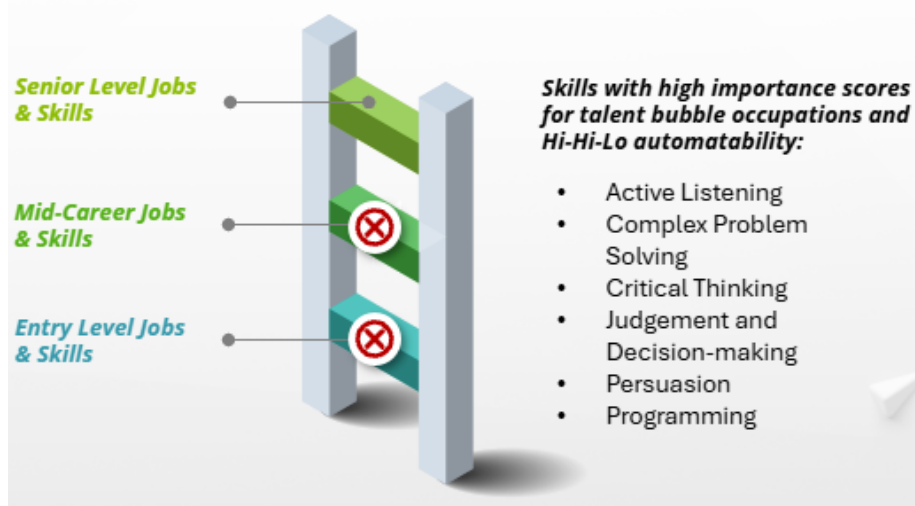 Senior Level Jobs
& Skills
Mid-Career Jobs
& Skills
Entry Level Jobs
& Skills
Skills with high importance scores
for talent bubble occupations and
Hi-Hi-Lo automatability:
• Active Listening
• Complex Problem
Solving
• Critical Thinking
• Judgement and
Decision-making
• Persuasion
• Programming